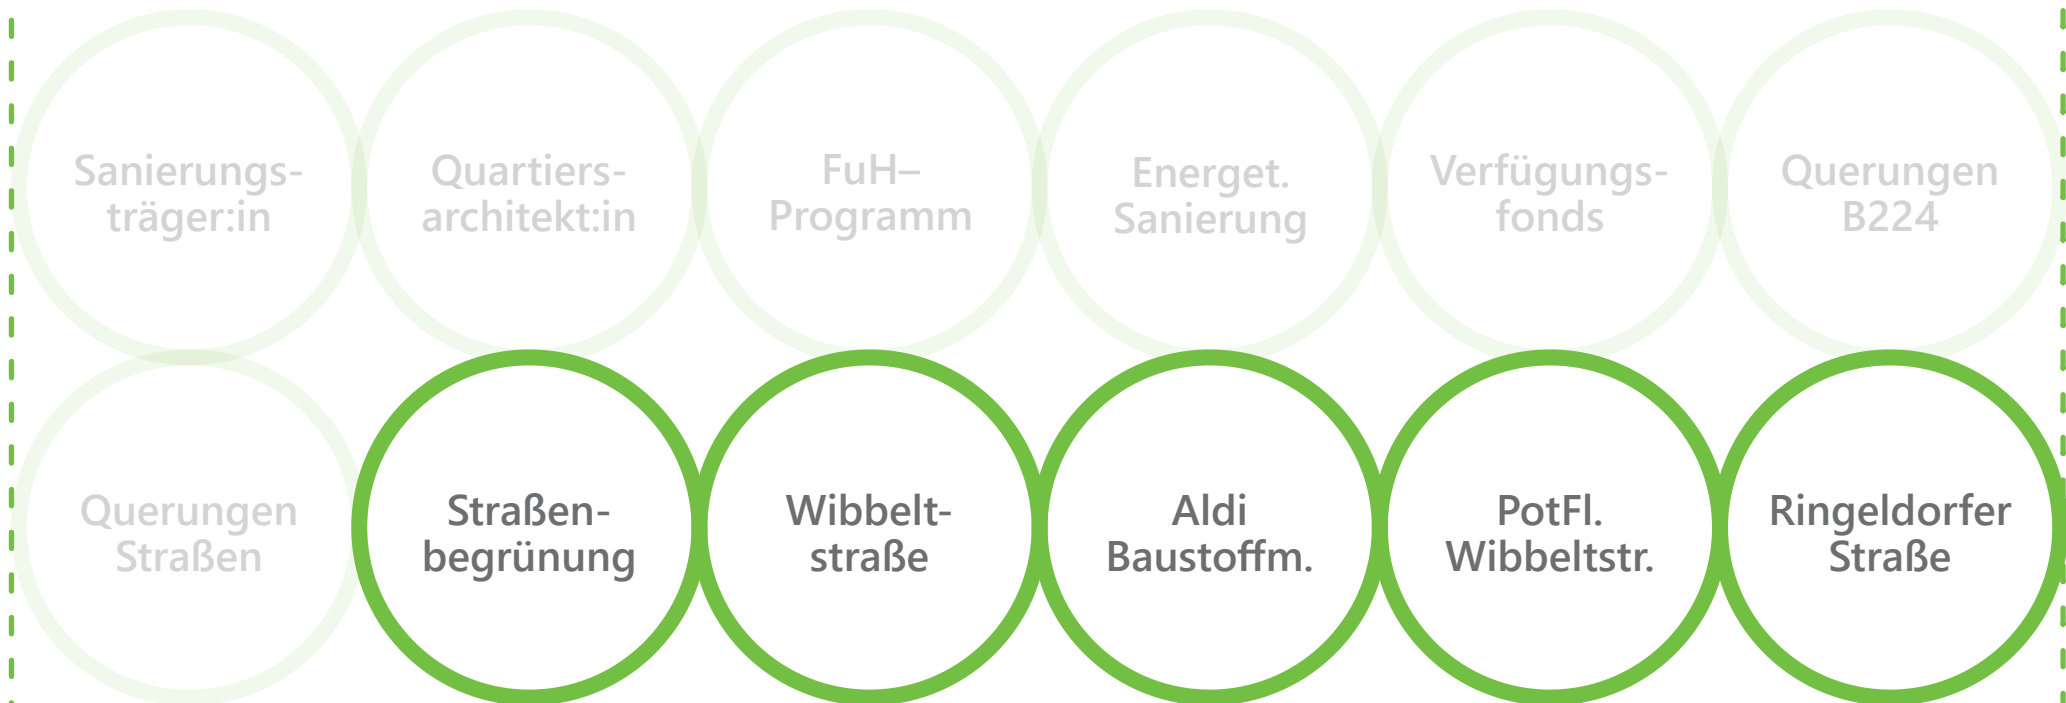 Sanierungs-
träger:in
Quartiers-
architekt:in
FuH–
Programm
Energet.
Sanierung
Verfügungs-
fonds
Querungen
B224
Querungen
Straßen
Straßen-
begrünung
Wibbelt-
straße
Aldi
Baustoffm.
PotFl.
Wibbeltstr.
Ringeldorfer
Straße